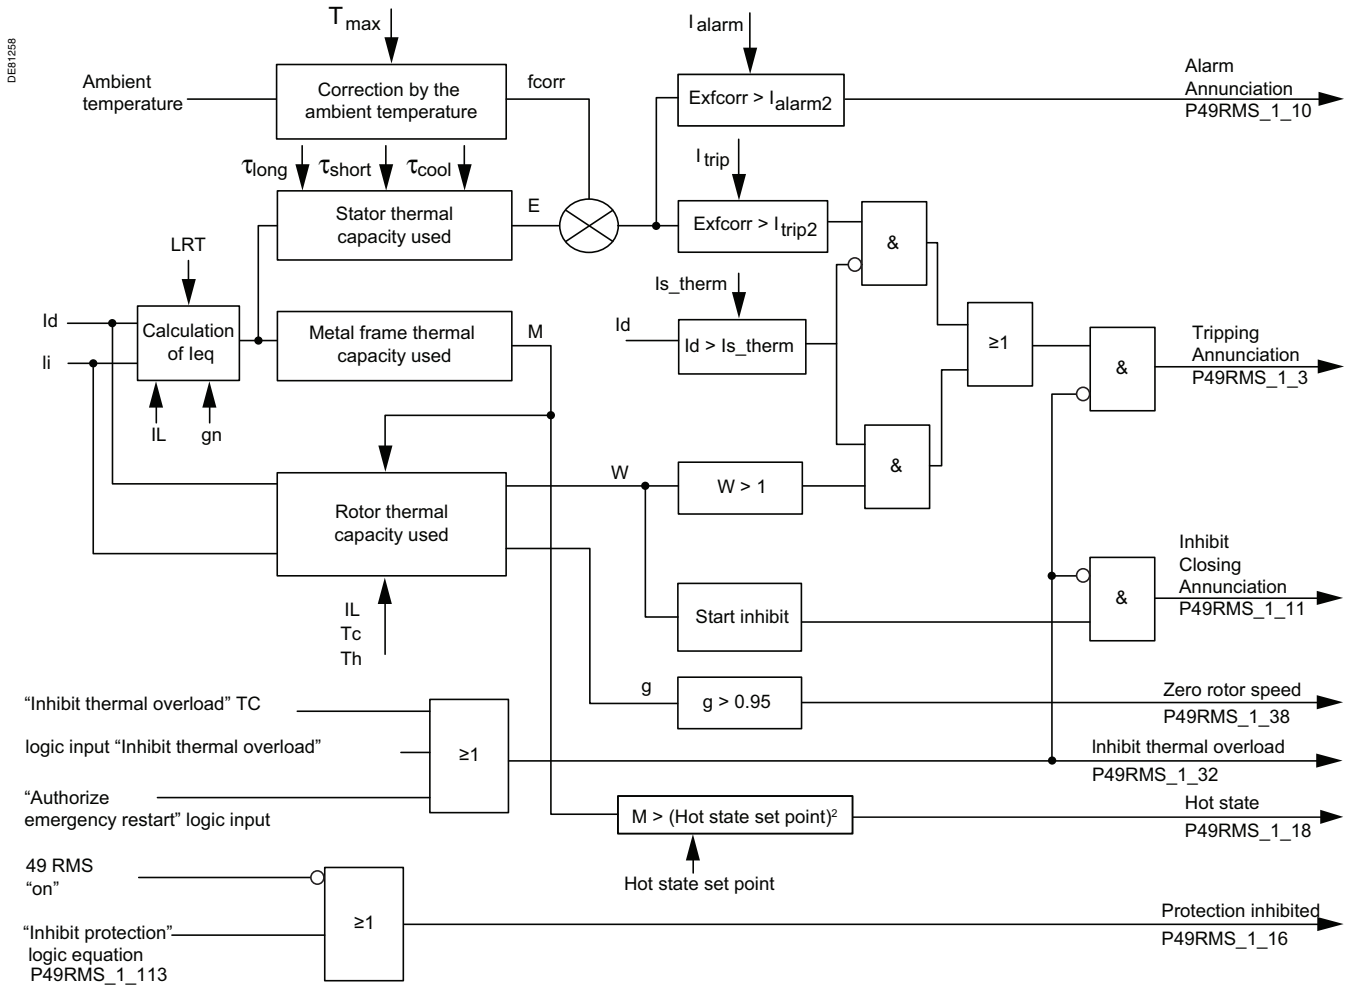 DE81258
T max
I alarm
Ambient
temperature
Correction by the
ambient temperature
fcorr
Exfcorr > I alarm2
Alarm
Annunciation
P49RMS_1_10
τlong
τshort
τcool
I trip
Stator thermal
capacity used
E
Exfcorr > I trip2
&
LRT
Is_therm
Id
Ii
Calculation
of Ieq
Metal frame thermal
capacity used
M
Id
Id > Is_therm
≥1
&
Tripping
Annunciation
P49RMS_1_3
IL
gn
Rotor thermal
capacity used
W
W > 1
&
IL
Tc
Th
Start inhibit
&
Inhibit
Closing
Annunciation
P49RMS_1_11
g
g > 0.95
Zero rotor speed
P49RMS_1_38
“Inhibit thermal overload” TC
logic input “Inhibit thermal overload”
“Authorize
emergency restart” logic input
≥1
Inhibit thermal overload
P49RMS_1_32
M > (Hot state set point)²
Hot state set point
Hot state
P49RMS_1_18
49 RMS
“on”
“Inhibit protection”
logic equation
P49RMS_1_113
≥1
Protection inhibited
P49RMS_1_16